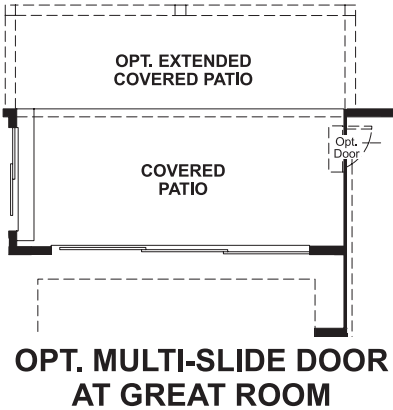 OPT. EXTENDED
COVERED PATIO
Opt.
Door
COVERED
PATIO
OPT. MULTI-SLIDE DOOR
AT GREAT ROOM